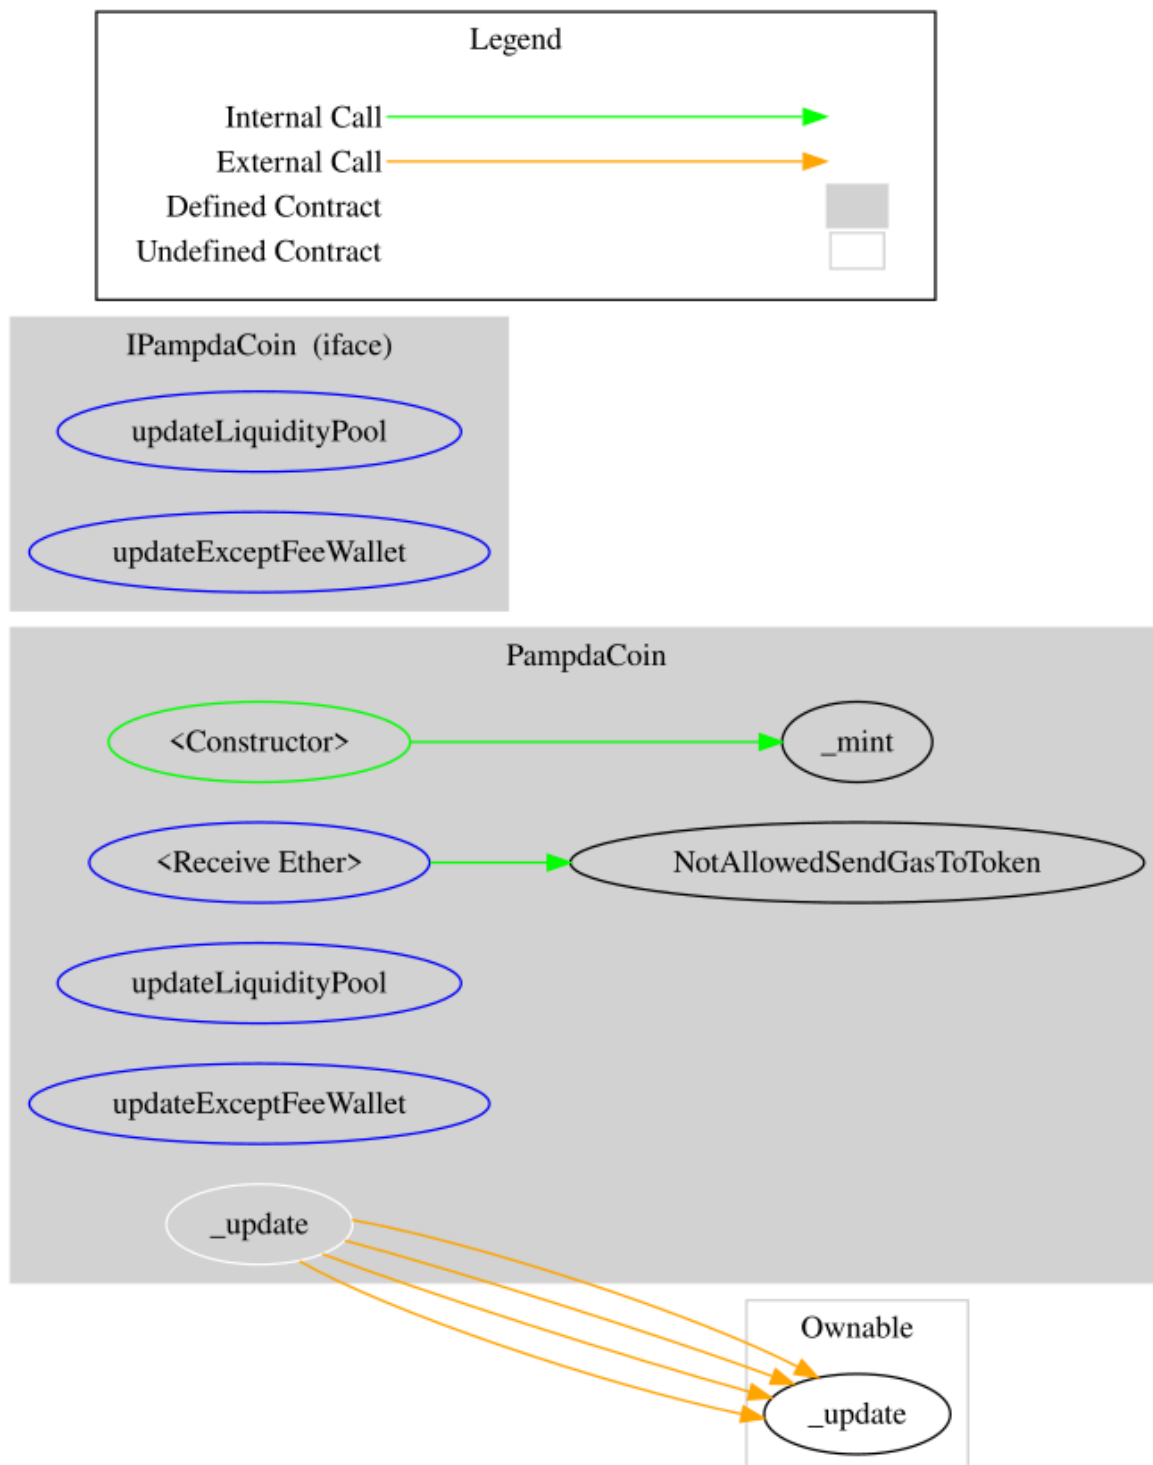 Legend
Internal Call
External Call
Defined Contract
Undefined Contract
IPampdaCoin (iface)
updateLiquidityPool
updateExceptFeeWallet
PampdaCoin
<Constructor>
_mint
<Receive Ether>
NotAllowedSendGasToToken
updateLiquidityPool
updateExceptFeeWallet
_update
Ownable
_update